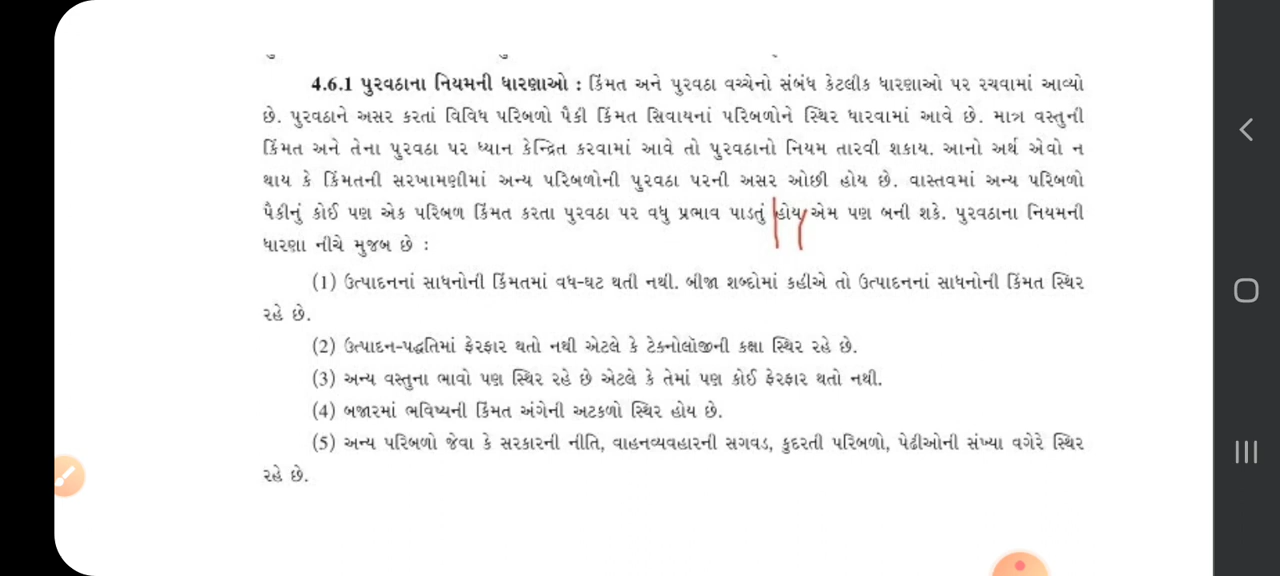 4.6.1 પુરવઠાના નિયમની ધારણાઓ : કિંમત અને પુરવઠા વચ્ચેનો સંબંધ કેટલીક ધારણાઓ પર રચવામાં આવ્યો
છે. પુરવઠાને અસર કરતાં વિવિધ પરિબળો પૈકી કિંમત સિવાયનાં પરિબળોને સ્થિર ધારવામાં આવે છે. માત્ર વસ્તુની
કિંમત અને તેના પુરવઠા પર ધ્યાન કેન્દ્રિત કરવામાં આવે તો પુરવઠાનો નિયમ તારવી શકાય. આનો અર્થ એવો ન
થાય કે કિંમતની સરખામણીમાં અન્ય પરિબળોની પુરવઠા પરની અસર ઓછી હોય છે. વાસ્તવમાં અન્ય પરિબળો
પૈકીનું કોઈ પણ એક પરિબળ કિંમત કરતા પુરવઠા પર વધુ પ્રભાવ પાડતું હોય એમ પણ બની શકે. પુરવઠાના નિયમની
ધારણા નીચે મુજબ છે :
(1) ઉત્પાદનનાં સાધનોની કિંમતમાં વધ-ઘટ થતી નથી. બીજા શબ્દોમાં કહીએ તો ઉત્પાદનનાં સાધનોની કિંમત સ્થિર
રહે છે.
(2) ઉત્પાદન-પદ્ધતિમાં ફેરફાર થતો નથી એટલે કે ટેક્નોલૉજીની કક્ષા સ્થિર રહે છે.
(3) અન્ય વસ્તુના ભાવો પણ સ્થિર રહે છે એટલે કે તેમાં પણ કોઈ ફેરફાર થતો નથી.
(4) બજારમાં ભવિષ્યની કિંમત અંગેની અટકળો સ્થિર હોય છે.
(5) અન્ય પરિબળો જેવા કે સરકારની નીતિ, વાહનવ્યવહારની સગવડ, કુદરતી પરિબળો, પેઢીઓની સંખ્યા વગેરે સ્થિર
રહે છે.